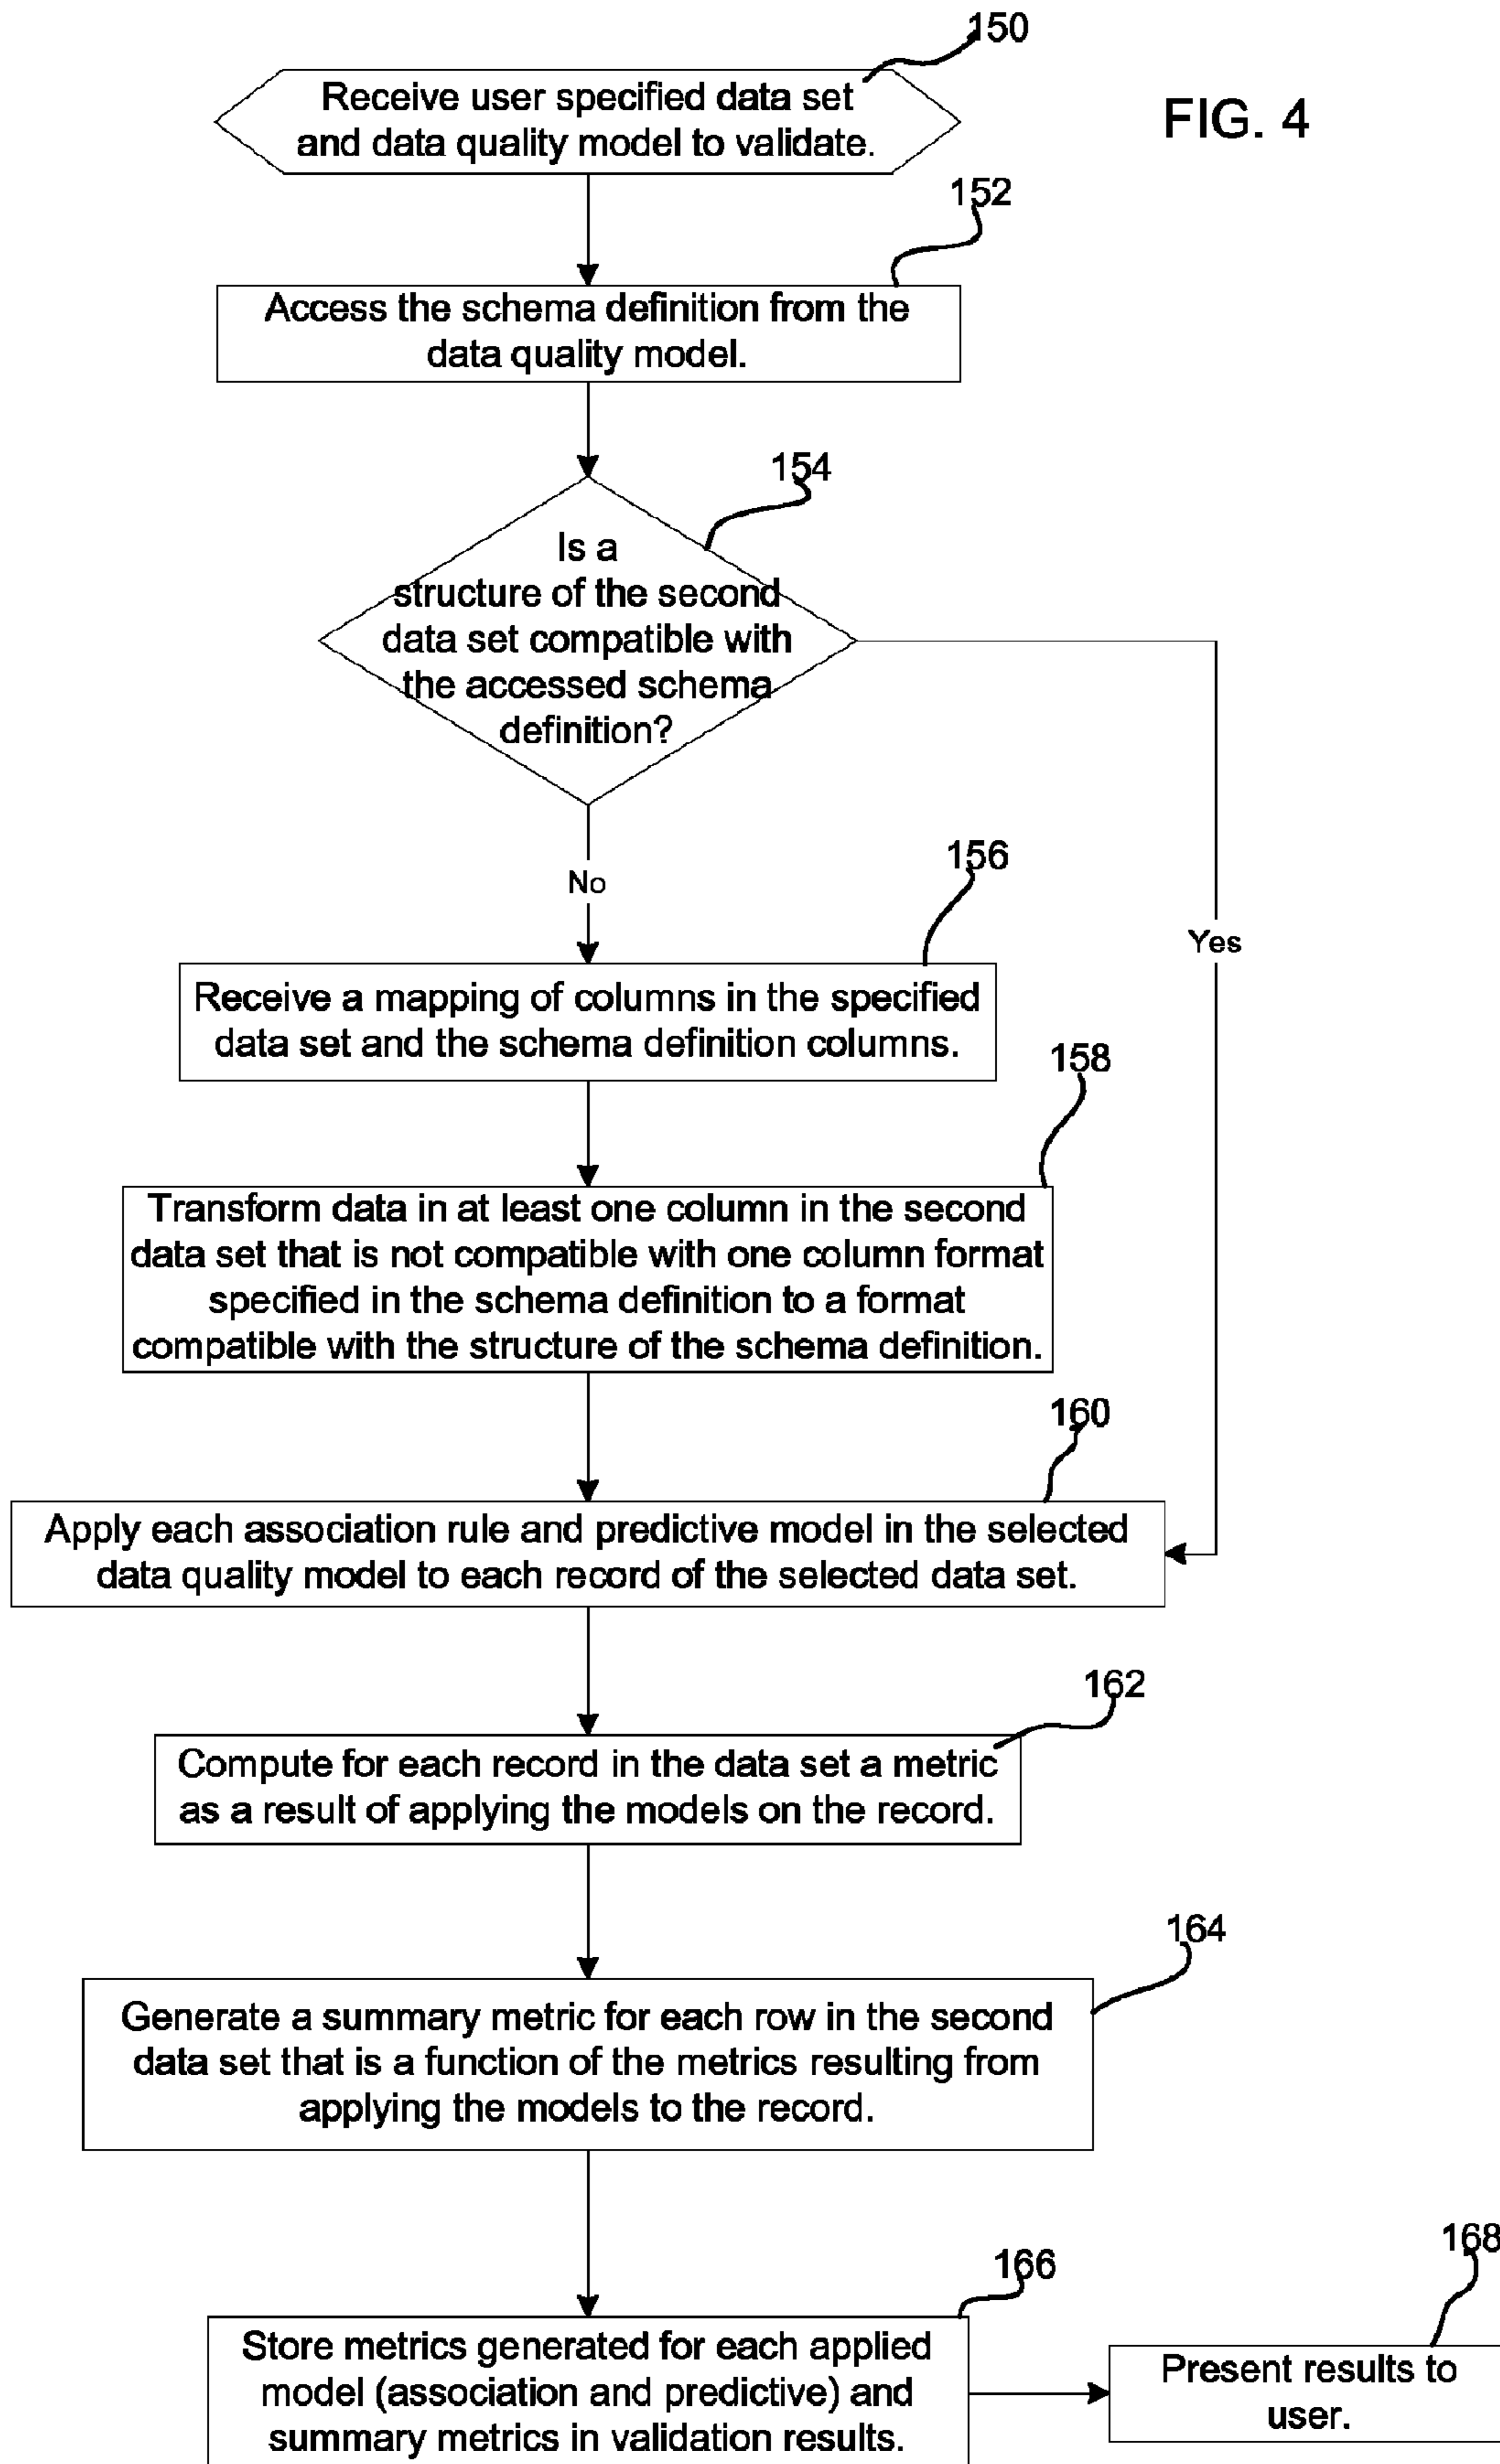 150
Receive user specified data set
and data quality model to validate.
FIG. 4
152
Access the schema definition from the
data quality model.
154
Is a
structure of the second
data set compatible with
the accessed schema
definition?
No
Yes
156
Receive a mapping of columns in the specified
data set and the schema definition columns.
158
Transform data in at least one column in the second
data set that is not compatible with one column format
specified in the schema definition to a format
compatible with the structure of the schema definition.
160
Apply each association rule and predictive model in the selected
data quality model to each record of the selected data set.
162
Compute for each record in the data set a metric
as a result of applying the models on the record.
164
Generate a summary metric for each row in the second
data set that is a function of the metrics resulting from
applying the models to the record.
166
Store metrics generated for each applied
model (association and predictive) and
summary metrics in validation results.
168
Present results to
user.